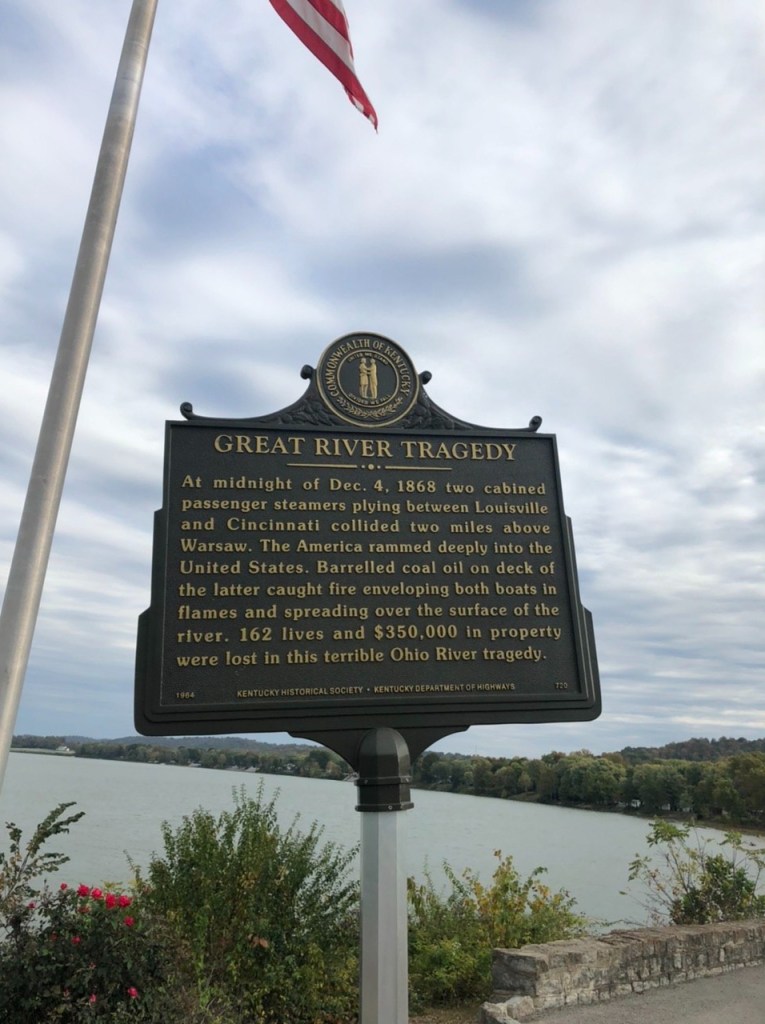 COMMONWEALTH OF KENTUCKY
GREAT RIVER TRAGEDY
At midnight of Dec. 4, 1868 two cabined
passenger steamers plying between Louisville
and Cincinnati collided two miles above
Warsaw. The America rammed deeply into the
United States. Barrelled coal oil on deck of
the latter caught fire enveloping both boats in
flames and spreading over the surface of the
river. 162 lives and $350,000 in property
were lost in this terrible Ohio River tragedy.
1964 KENTUCKY HISTORICAL SOCIETY • KENTUCKY DEPARTMENT OF HIGHWAYS 720